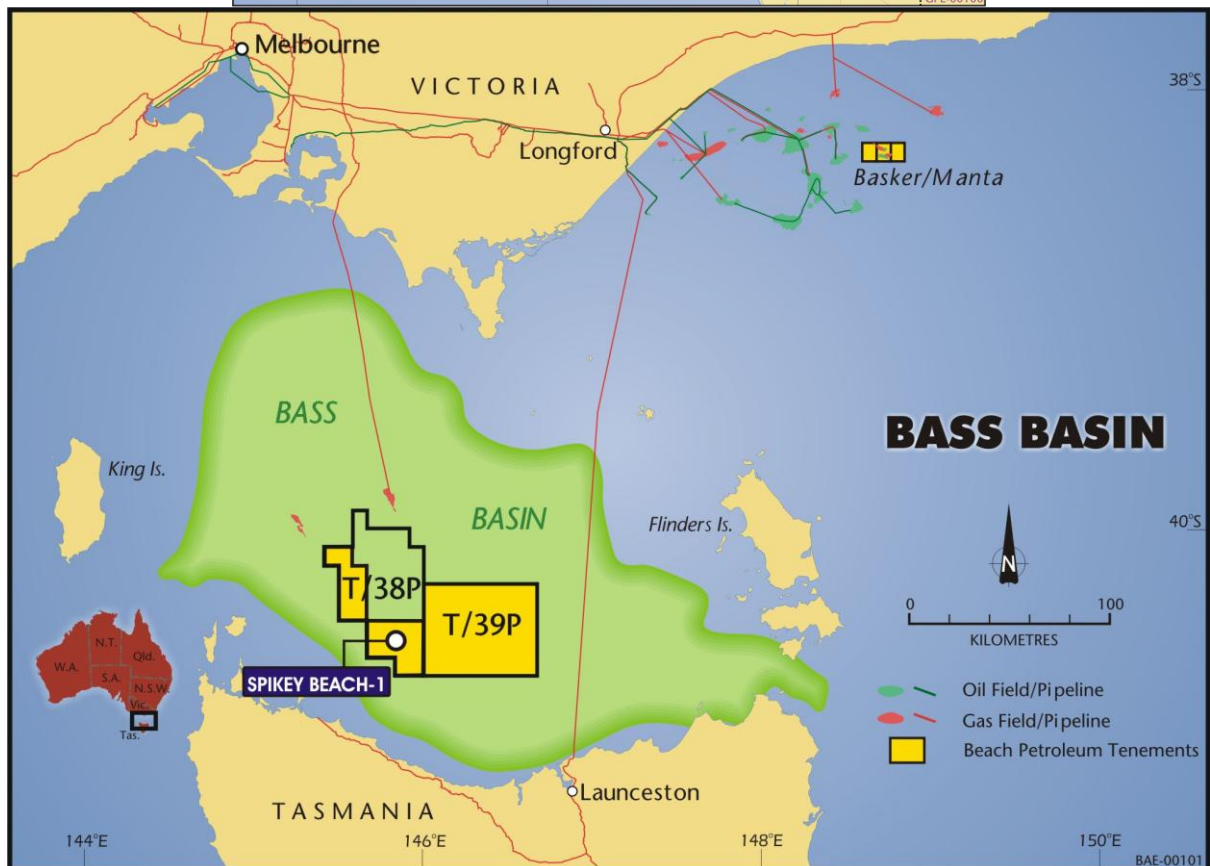 Melbourne
VICTORIA
38°S
Longford
Basker/Manta
BASS
BASIN
BASS BASIN
King Is.
Flinders Is.
40°S
N
T/38P
T/39P
0 100
KILOMETRES
SPIKEY BEACH-1
W.A.
N.T.
Qld.
S.A.
N.S.W.
Vic.
Tas.
Oil Field/Pipeline
Gas Field/Pipeline
Beach Petroleum Tenements
Launceston
TASMANIA
144°E
146°E
148°E
150°E
BAE-00101